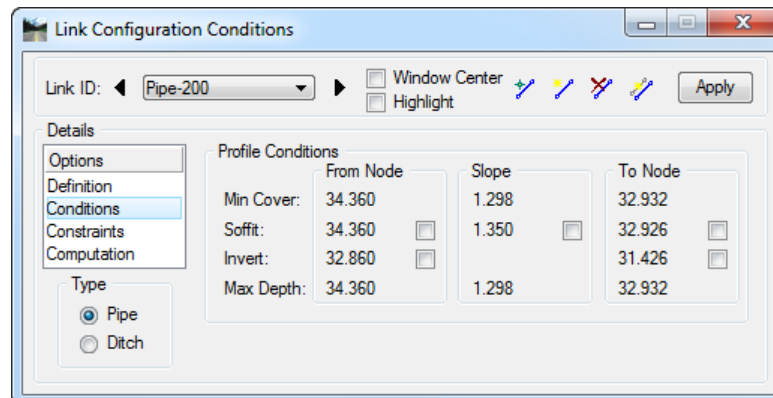 Link Configuration Conditions
Link ID: Pipe-200 Window Center Apply
Highlight
Details
Options
Definition
Conditions
Constraints
Computation
Type
Pipe
Ditch
Profile Conditions
From Node Slope To Node
Min Cover: 34.360 1.298 32.932
Soffit: 34.360 1.350 32.926
Invert: 32.860 31.426
Max Depth: 34.360 1.298 32.932